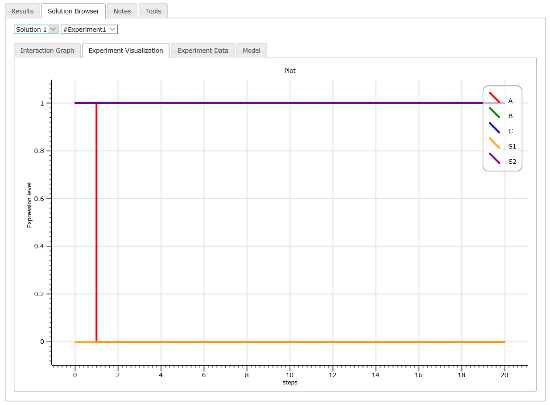 Results Solution Browser Notes Tools
Solution 1 #Experiment1
Interaction Graph Experiment Visualization Experiment Data Model
Plot
A
B
C
S1
S2
Expression level
1
0.8
0.6
0.4
0.2
0
0 2 4 6 8 10 12 14 16 18 20
steps